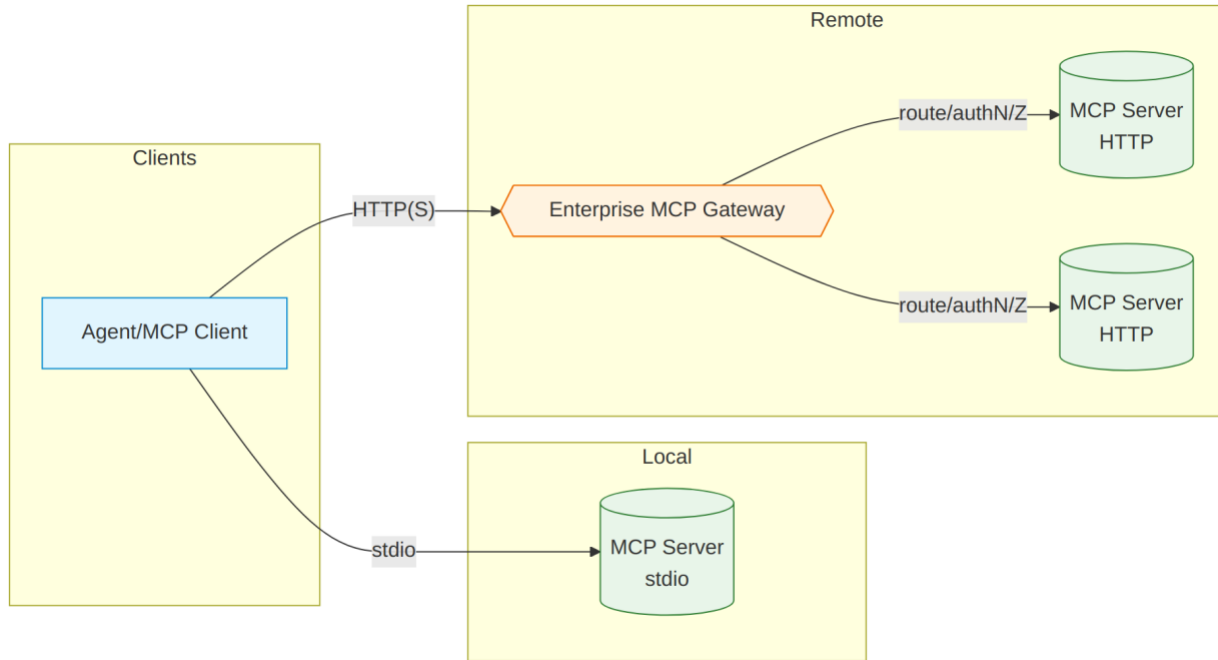 Remote
MCP Server
HTTP
route/authN/Z
Clients
HTTP(S)
Enterprise MCP Gateway
MCP Server
HTTP
route/authN/Z
Agent/MCP Client
Local
stdio
MCP Server
stdio